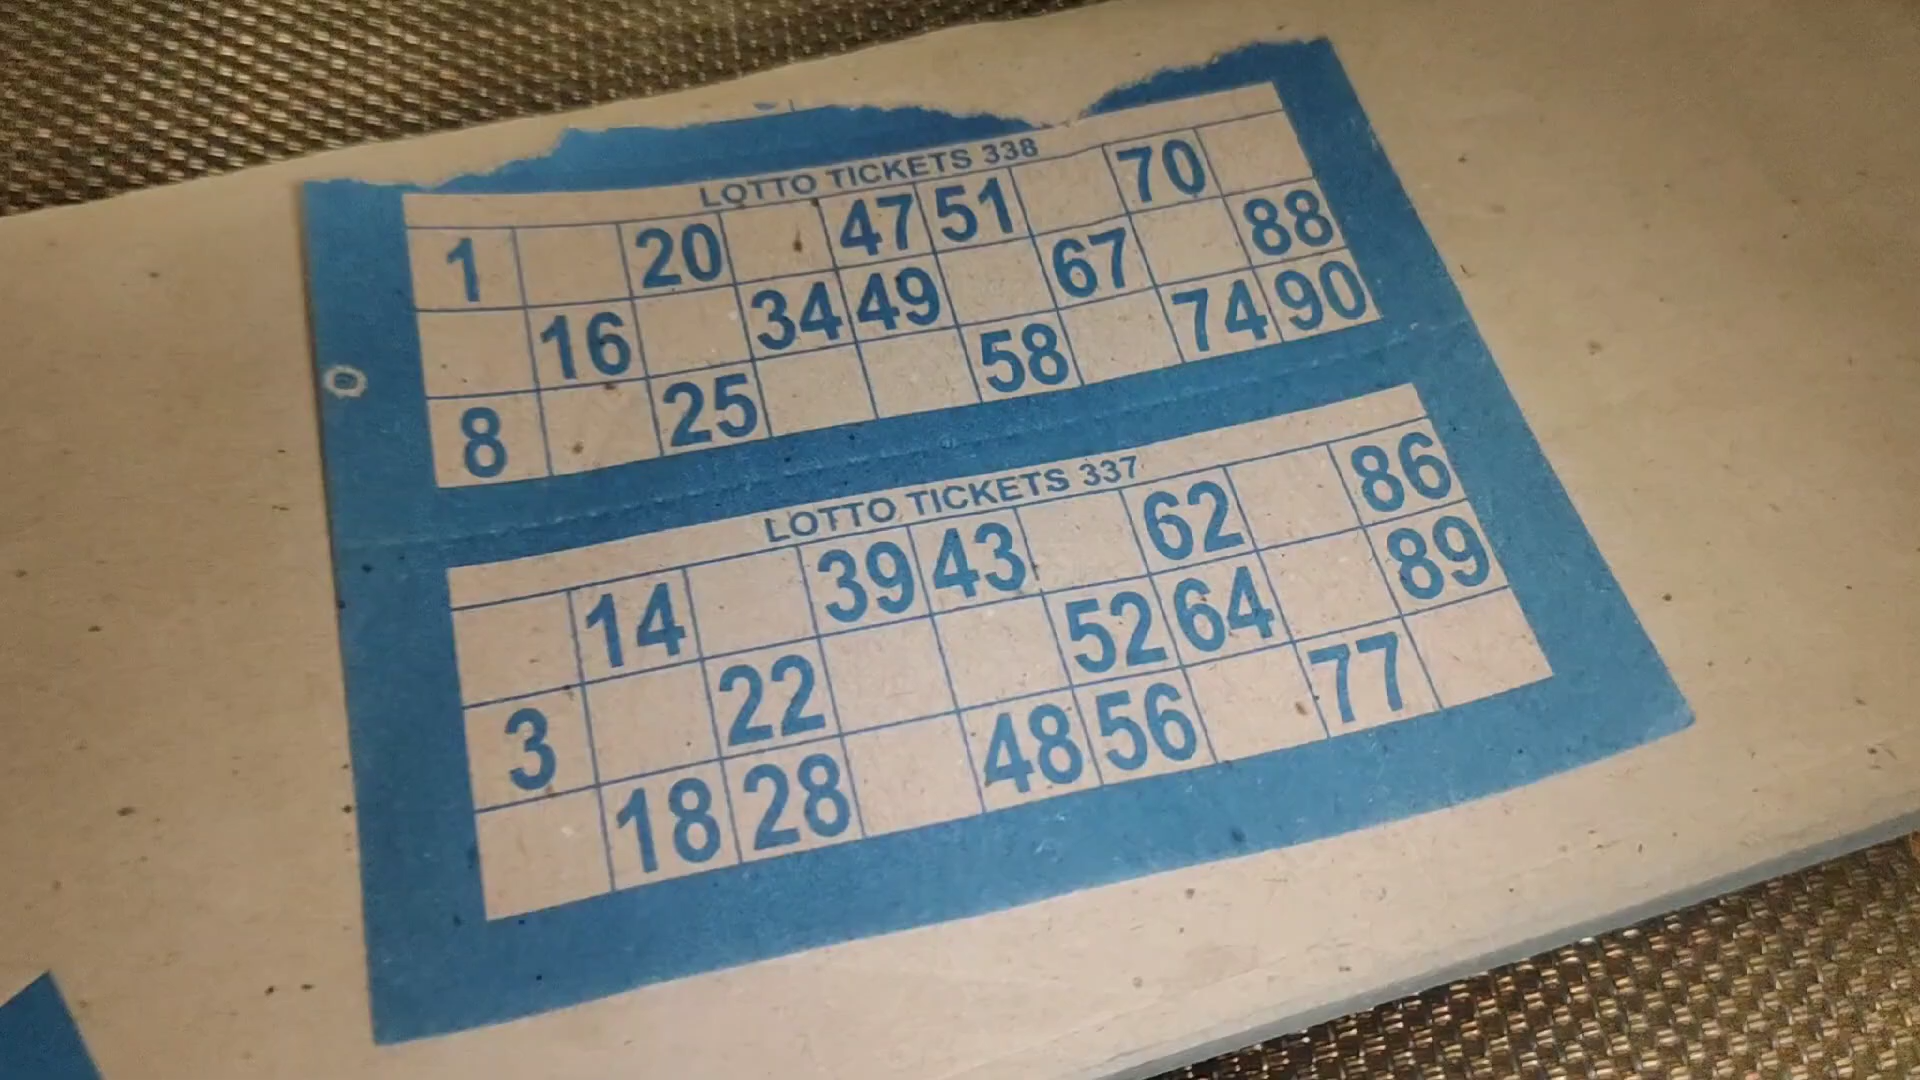 LOTTO TICKETS 338
1 20 47 51 70
16 34 49 67 88
8 25 58 74 90
LOTTO TICKETS 337
14 39 43 62 86
3 22 52 64 89
18 28 48 56 77